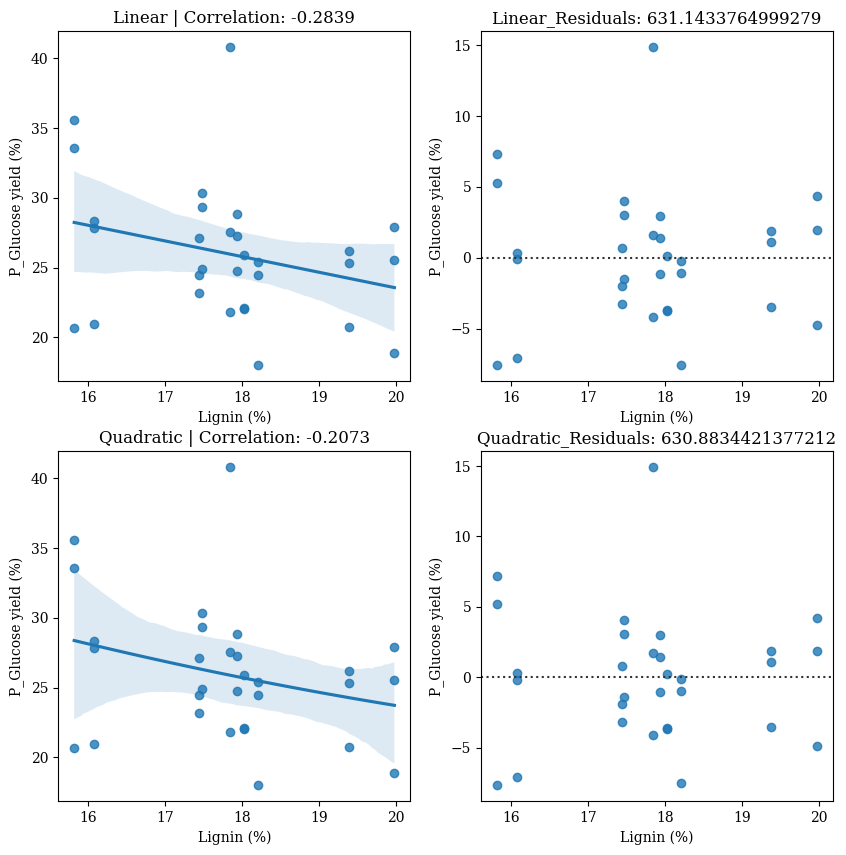 Linear | Correlation: -0.2839
P_Glucose yield (%)
40
35
30
25
20
16 17 18 19 20
Lignin (%)
Linear_Residuals: 631.1433764999279
P_Glucose yield (%)
15
10
5
0
−5
16 17 18 19 20
Lignin (%)
Quadratic | Correlation: -0.2073
P_Glucose yield (%)
40
35
30
25
20
16 17 18 19 20
Lignin (%)
Quadratic_Residuals: 630.8834421377212
P_Glucose yield (%)
15
10
5
0
−5
16 17 18 19 20
Lignin (%)